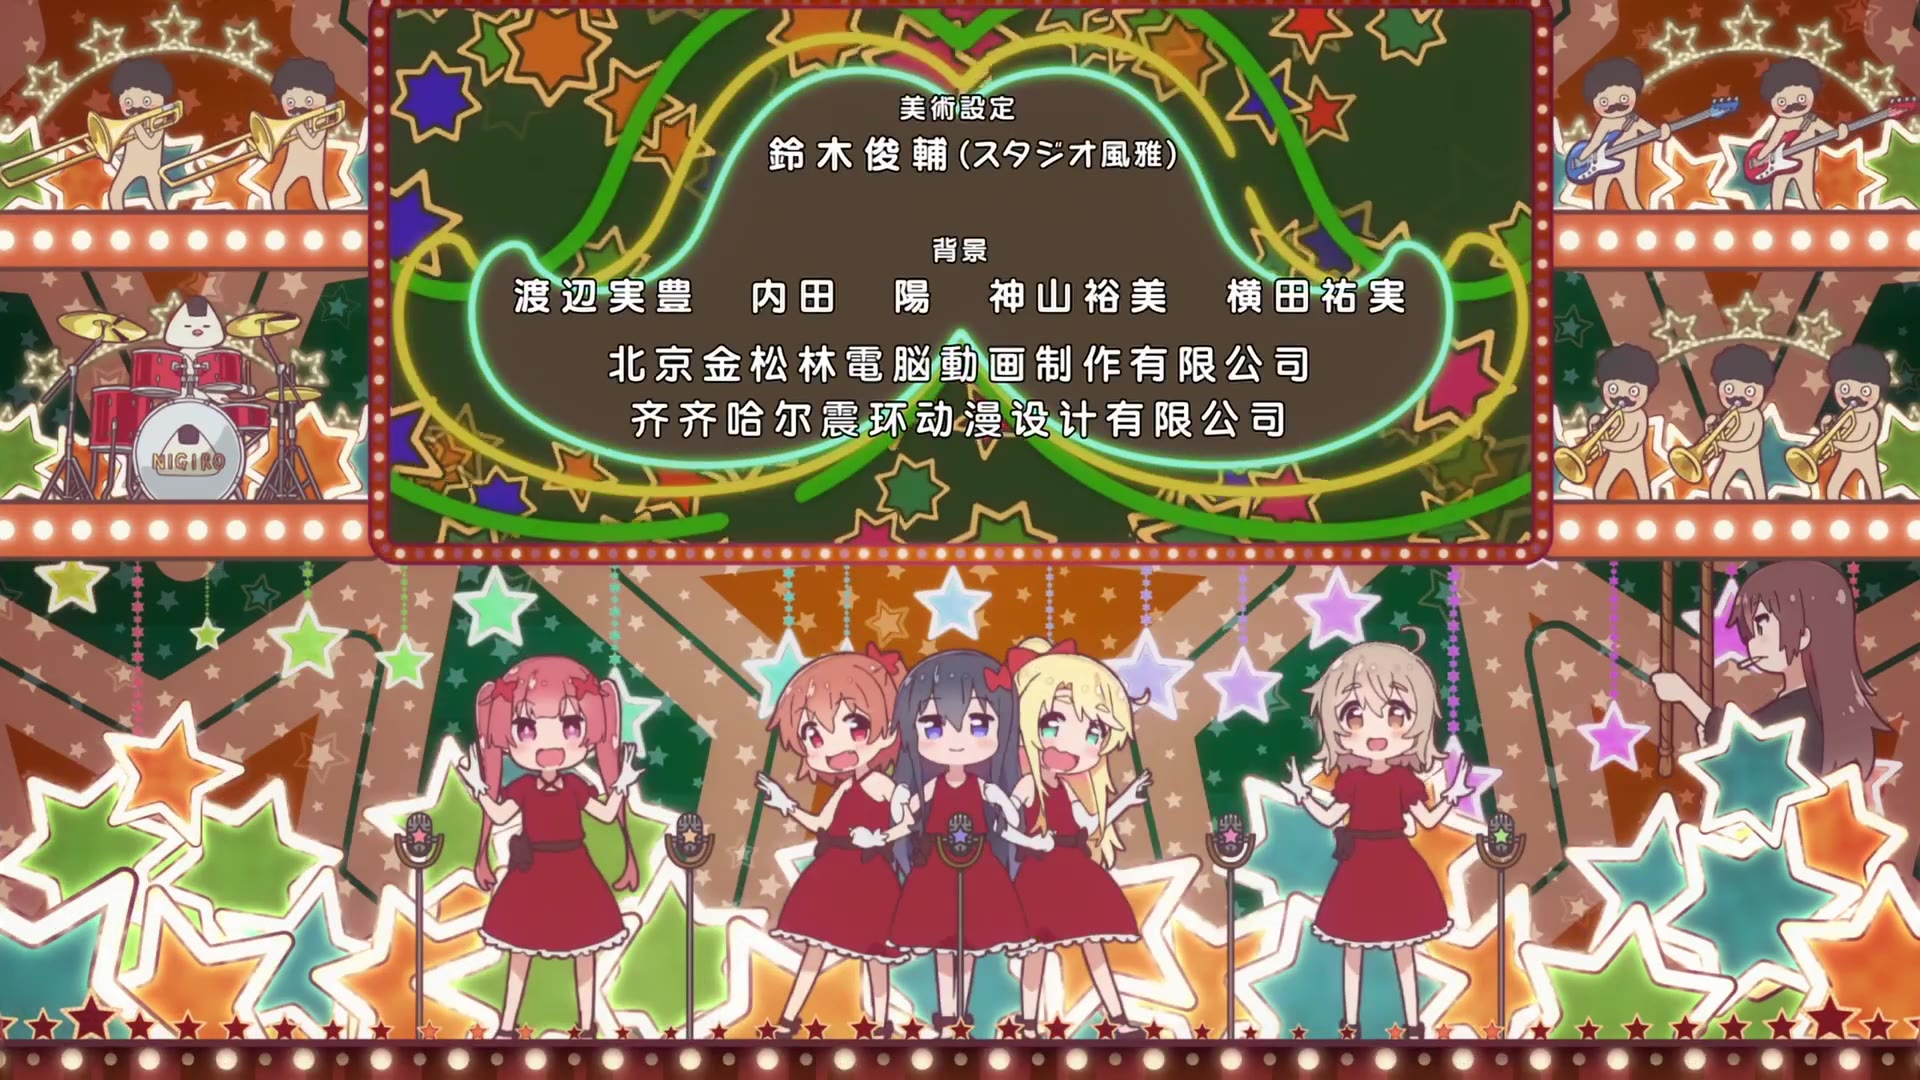 美術設定
鈴木俊輔(スタジオ風雅)
背景
渡辺実豊　内田　陽　神山裕美　横田祐実
北京金松林電脳動画制作有限公司
齐齐哈尔震环动漫设计有限公司
NIGIRO